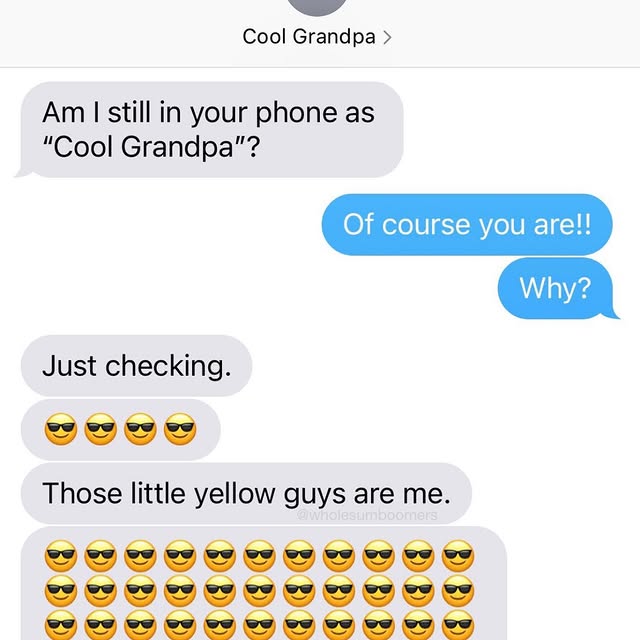 Cool Grandpa >
Am I still in your phone as
“Cool Grandpa”?
Of course you are!!
Why?
Just checking.
😎😎😎😎
Those little yellow guys are me.
@wholesumboomers
😎😎😎😎😎😎😎😎😎😎😎
😎😎😎😎😎😎😎😎😎😎😎
😎😎😎😎😎😎😎😎😎😎😎